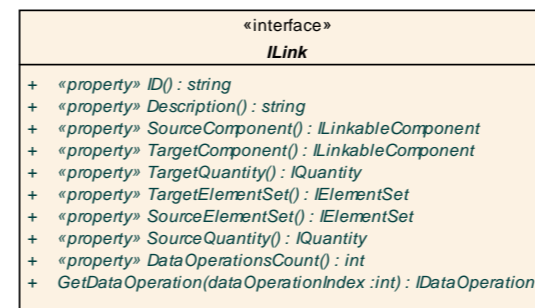 «interface»
ILink
+ «property» ID() : string
+ «property» Description() : string
+ «property» SourceComponent() : ILinkableComponent
+ «property» TargetComponent() : ILinkableComponent
+ «property» TargetQuantity() : IQuantity
+ «property» TargetElementSet() : IElementSet
+ «property» SourceElementSet() : IElementSet
+ «property» SourceQuantity() : IQuantity
+ «property» DataOperationsCount() : int
+ GetDataOperation(dataOperationIndex :int) : IDataOperation